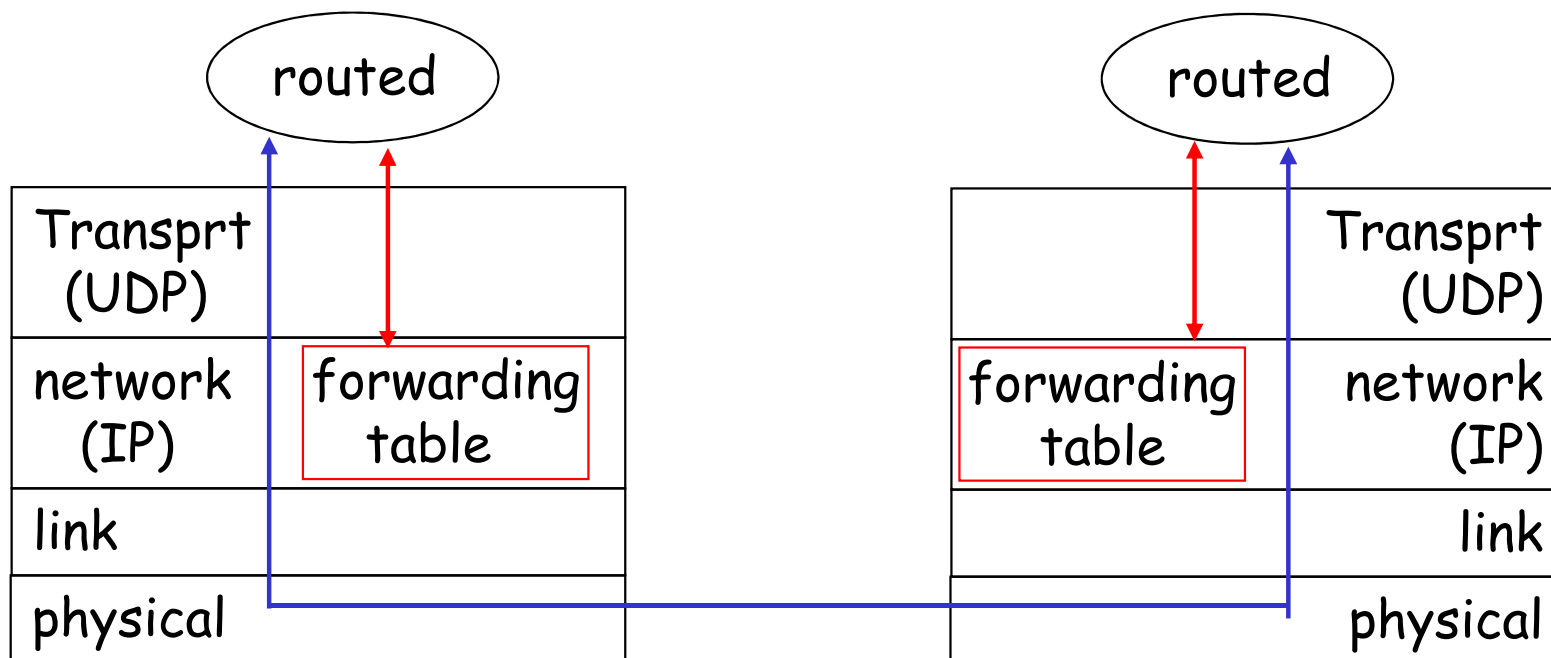 routed
Transprt
(UDP)
network
(IP)
forwarding
table
link
physical
routed
Transprt
(UDP)
forwarding
table
network
(IP)
link
physical